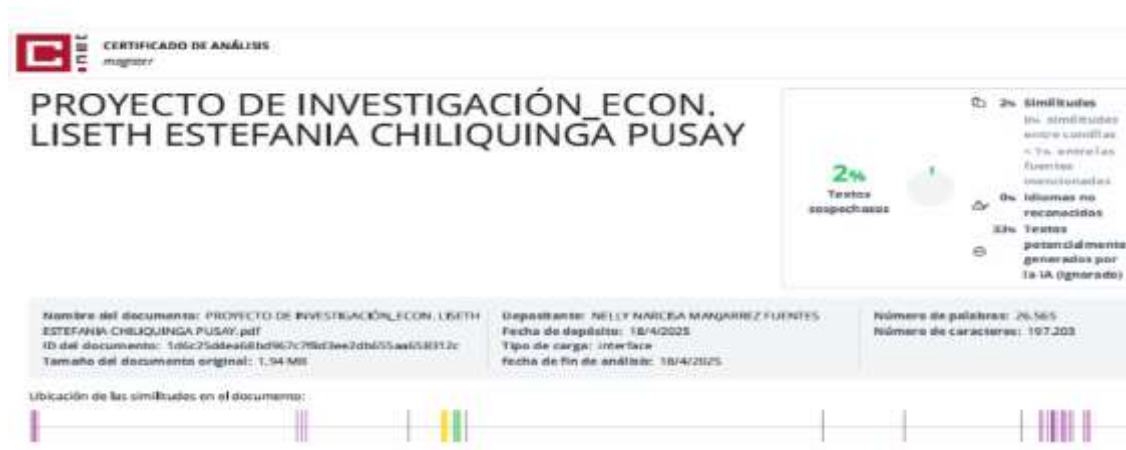 C .net
CERTIFICADO DE ANÁLISIS
magister
PROYECTO DE INVESTIGACIÓN_ECON.
LISETH ESTEFANIA CHILIQUINGA PUSAY
2%
Textos
sospechosos
2% Similitudes
0% similitudes
entre comillas
< 1% entre las
fuentes
mencionadas
0% Idiomas no
reconocidos
33% Textos
potencialmente
generados por
la IA (ignorado)
Nombre del documento: PROYECTO DE INVESTIGACIÓN_ECON. LISETH
ESTEFANIA CHILIQUINGA PUSAY.pdf
ID del documento:
Tamaño del documento original: 1,94 MB
Depositante: NELLY NARCISA MANJARREZ FUENTES
Fecha de depósito: 18/4/2025
Tipo de carga: interface
fecha de fin de análisis: 18/4/2025
Número de palabras: 26.565
Número de caracteres: 197.203
Ubicación de las similitudes en el documento: